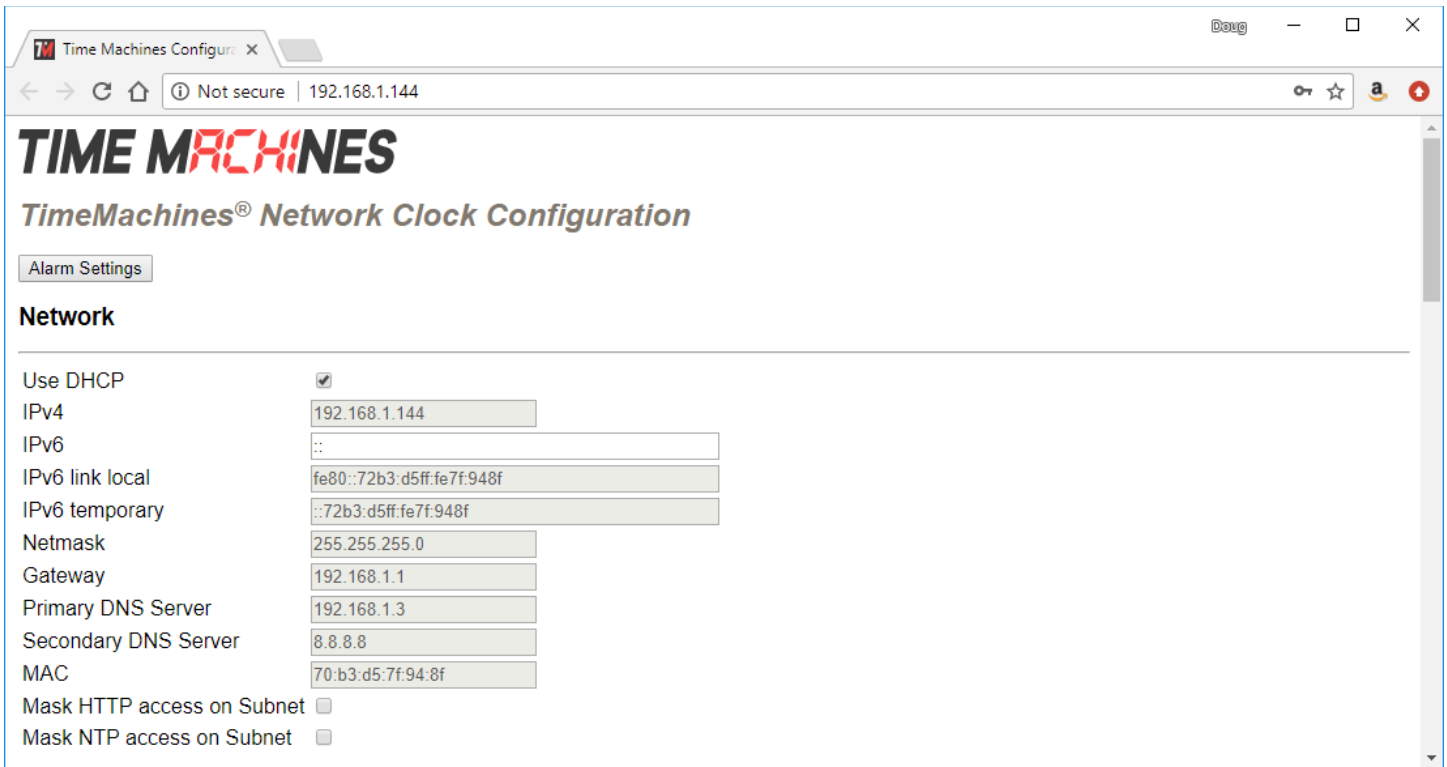 Doug
Time Machines Configura
Not secure | 192.168.1.144
TIME MACHINES
TimeMachines® Network Clock Configuration
Alarm Settings
Network
Use DHCP
IPv4 192.168.1.144
IPv6 ::
IPv6 link local fe80::72b3:d5ff:fe7f:948f
IPv6 temporary ::72b3:d5ff:fe7f:948f
Netmask 255.255.255.0
Gateway 192.168.1.1
Primary DNS Server 192.168.1.3
Secondary DNS Server 8.8.8.8
MAC 70:b3:d5:7f:94:8f
Mask HTTP access on Subnet
Mask NTP access on Subnet